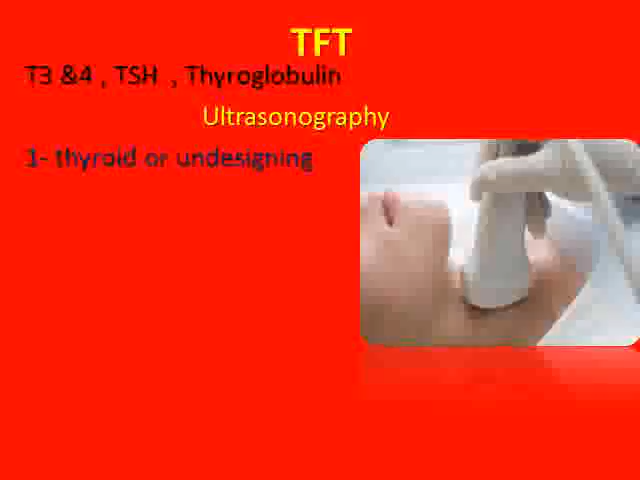 TFT
T3 &4 , TSH , Thyroglobulin
Ultrasonography
1- thyroid or undesigning